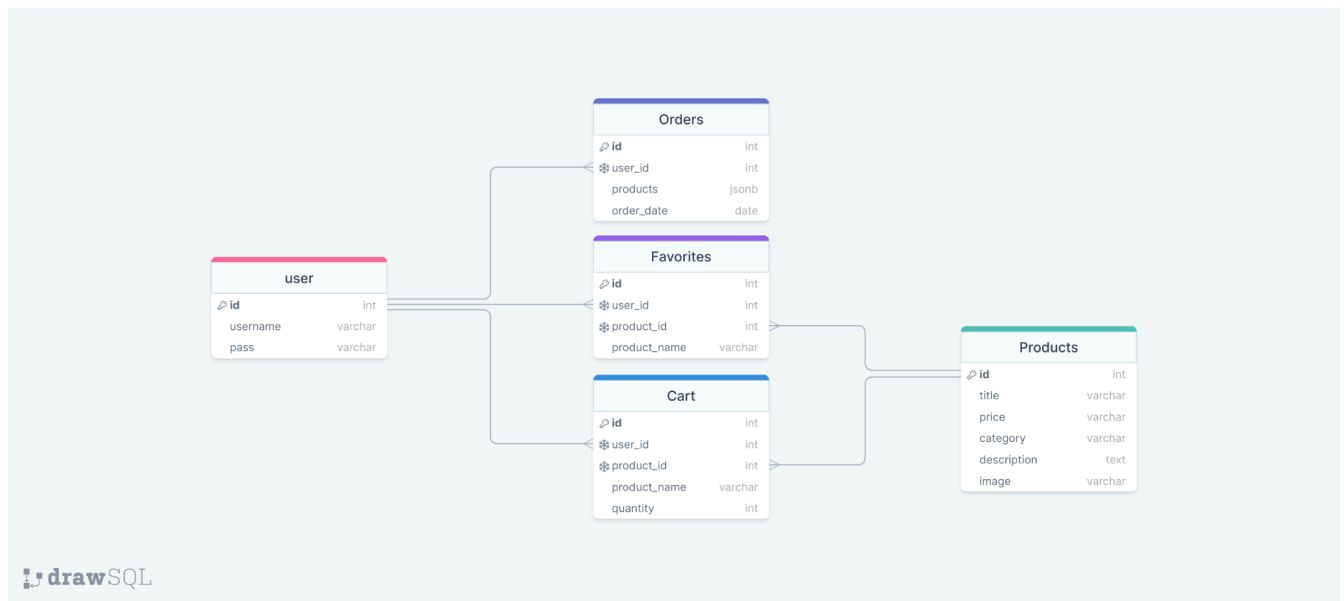 Orders
id int
user_id int
products jsonb
order_date date
Favorites
id int
user_id int
product_id int
product_name varchar
user
id int
username varchar
pass varchar
Cart
id int
user_id int
product_id int
product_name varchar
quantity int
Products
id int
title varchar
price varchar
category varchar
description text
image varchar
drawSQL